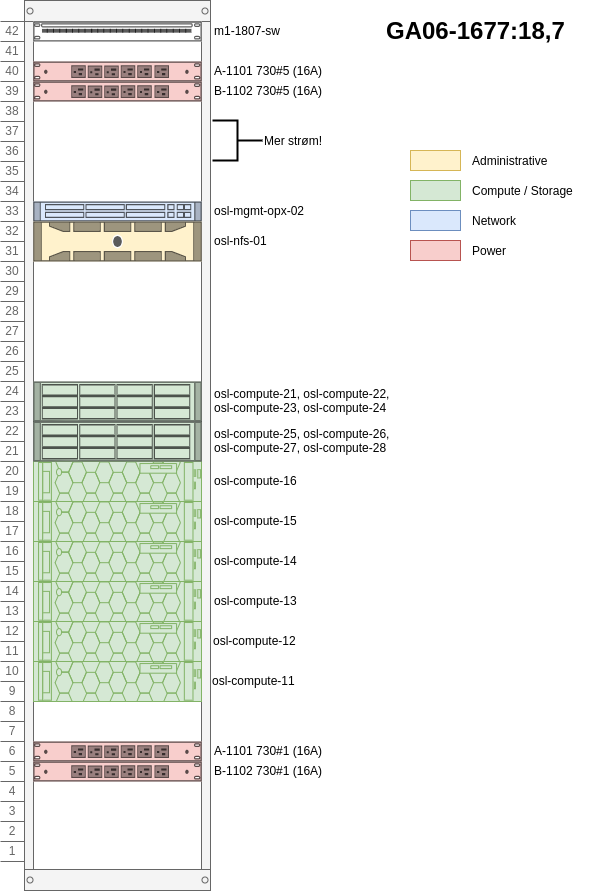 GA06-1677:18,7
42 m1-1807-sw
41
40 A-1101 730#5 (16A)
39 B-1102 730#5 (16A)
38
37
Mer strøm!
36
35
34
33 osl-mgmt-opx-02
32
osl-nfs-01
31
30
29
28
27
26
25
24 osl-compute-21, osl-compute-22,
23 osl-compute-23, osl-compute-24
22 osl-compute-25, osl-compute-26,
21 osl-compute-27, osl-compute-28
20
osl-compute-16
19
18
osl-compute-15
17
16
osl-compute-14
15
14
osl-compute-13
13
12
osl-compute-12
11
10
osl-compute-11
9
8
7
6 A-1101 730#1 (16A)
5 B-1102 730#1 (16A)
4
3
2
1
Administrative
Compute / Storage
Network
Power